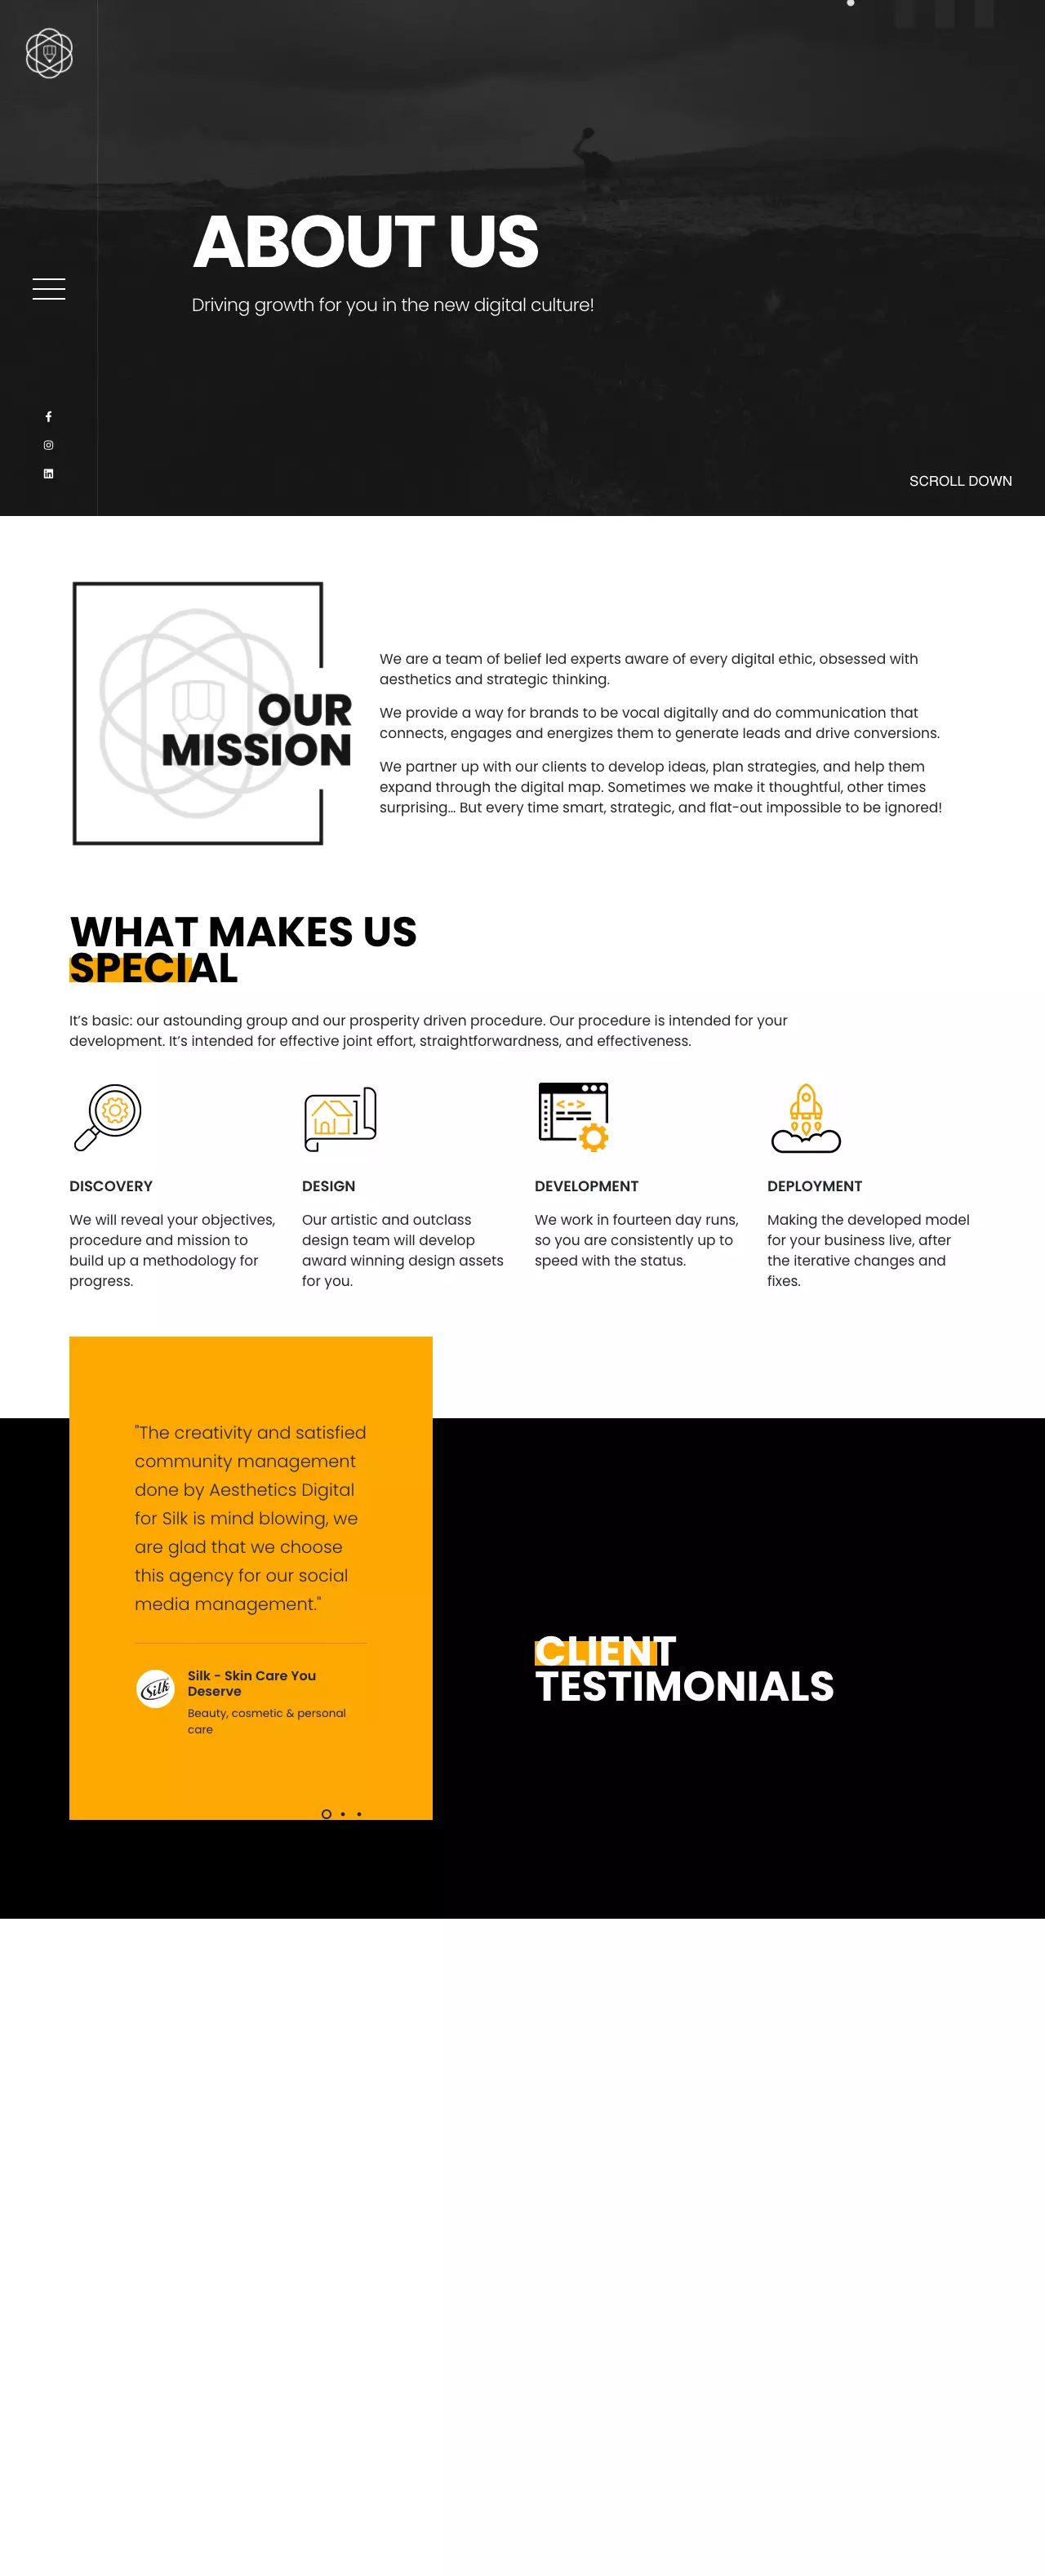 ABOUT US
Driving growth for you in the new digital culture!
SCROLL DOWN
OUR
MISSION
We are a team of belief led experts aware of every digital ethic, obsessed with
aesthetics and strategic thinking.
We provide a way for brands to be vocal digitally and do communication that
connects, engages and energizes them to generate leads and drive conversions.
We partner up with our clients to develop ideas, plan strategies, and help them
expand through the digital map. Sometimes we make it thoughtful, other times
surprising... But every time smart, strategic, and flat-out impossible to be ignored!
WHAT MAKES US
SPECIAL
It's basic: our astounding group and our prosperity driven procedure. Our procedure is intended for your
development. It's intended for effective joint effort, straightforwardness, and effectiveness.
DISCOVERY
We will reveal your objectives,
procedure and mission to
build up a methodology for
progress.
DESIGN
Our artistic and outclass
design team will develop
award winning design assets
for you.
DEVELOPMENT
We work in fourteen day runs,
so you are consistently up to
speed with the status.
DEPLOYMENT
Making the developed model
for your business live, after
the iterative changes and
fixes.
"The creativity and satisfied
community management
done by Aesthetics Digital
for Silk is mind blowing, we
are glad that we choose
this agency for our social
media management."
Silk
Silk - Skin Care You
Deserve
Beauty, cosmetic & personal
care
CLIENT
TESTIMONIALS